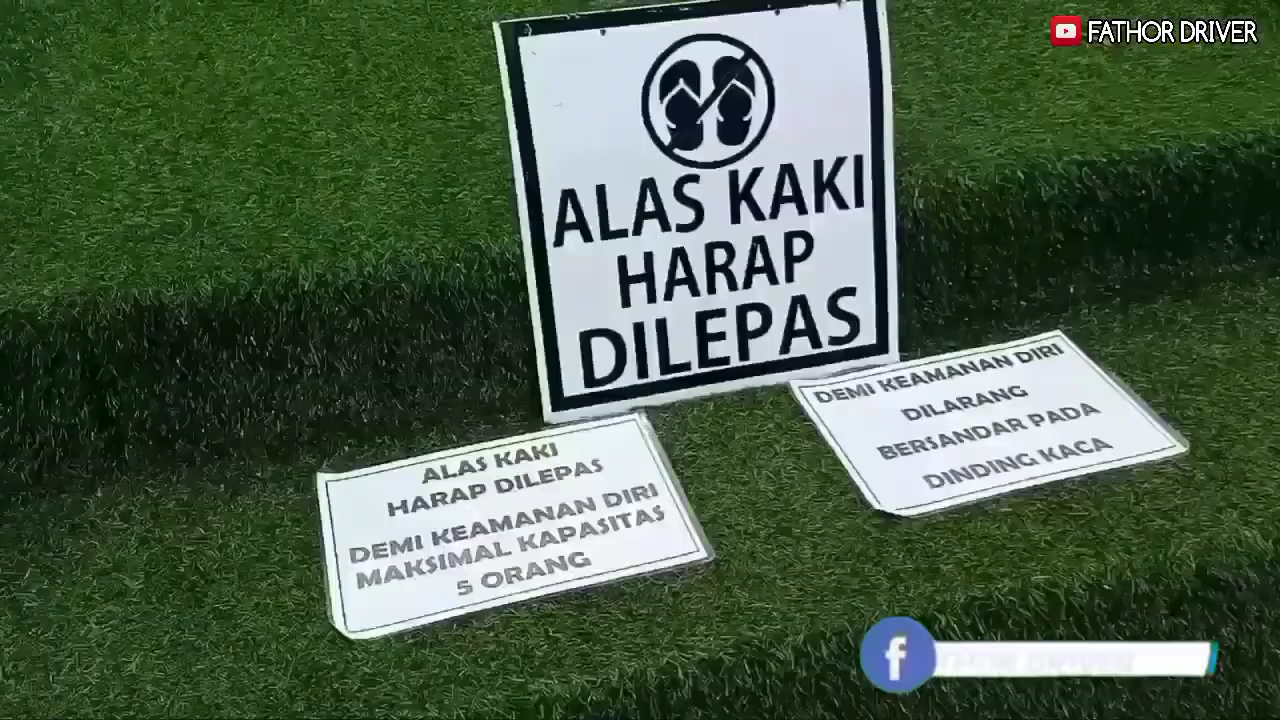 FATHOR DRIVER
ALAS KAKI
HARAP
DILEPAS
ALAS KAKI
HARAP DILEPAS
DEMI KEAMANAN DIRI
MAKSIMAL KAPASITAS
5 ORANG
DEMI KEAMANAN DIRI
DILARANG
BERSANDAR PADA
DINDING KACA
f